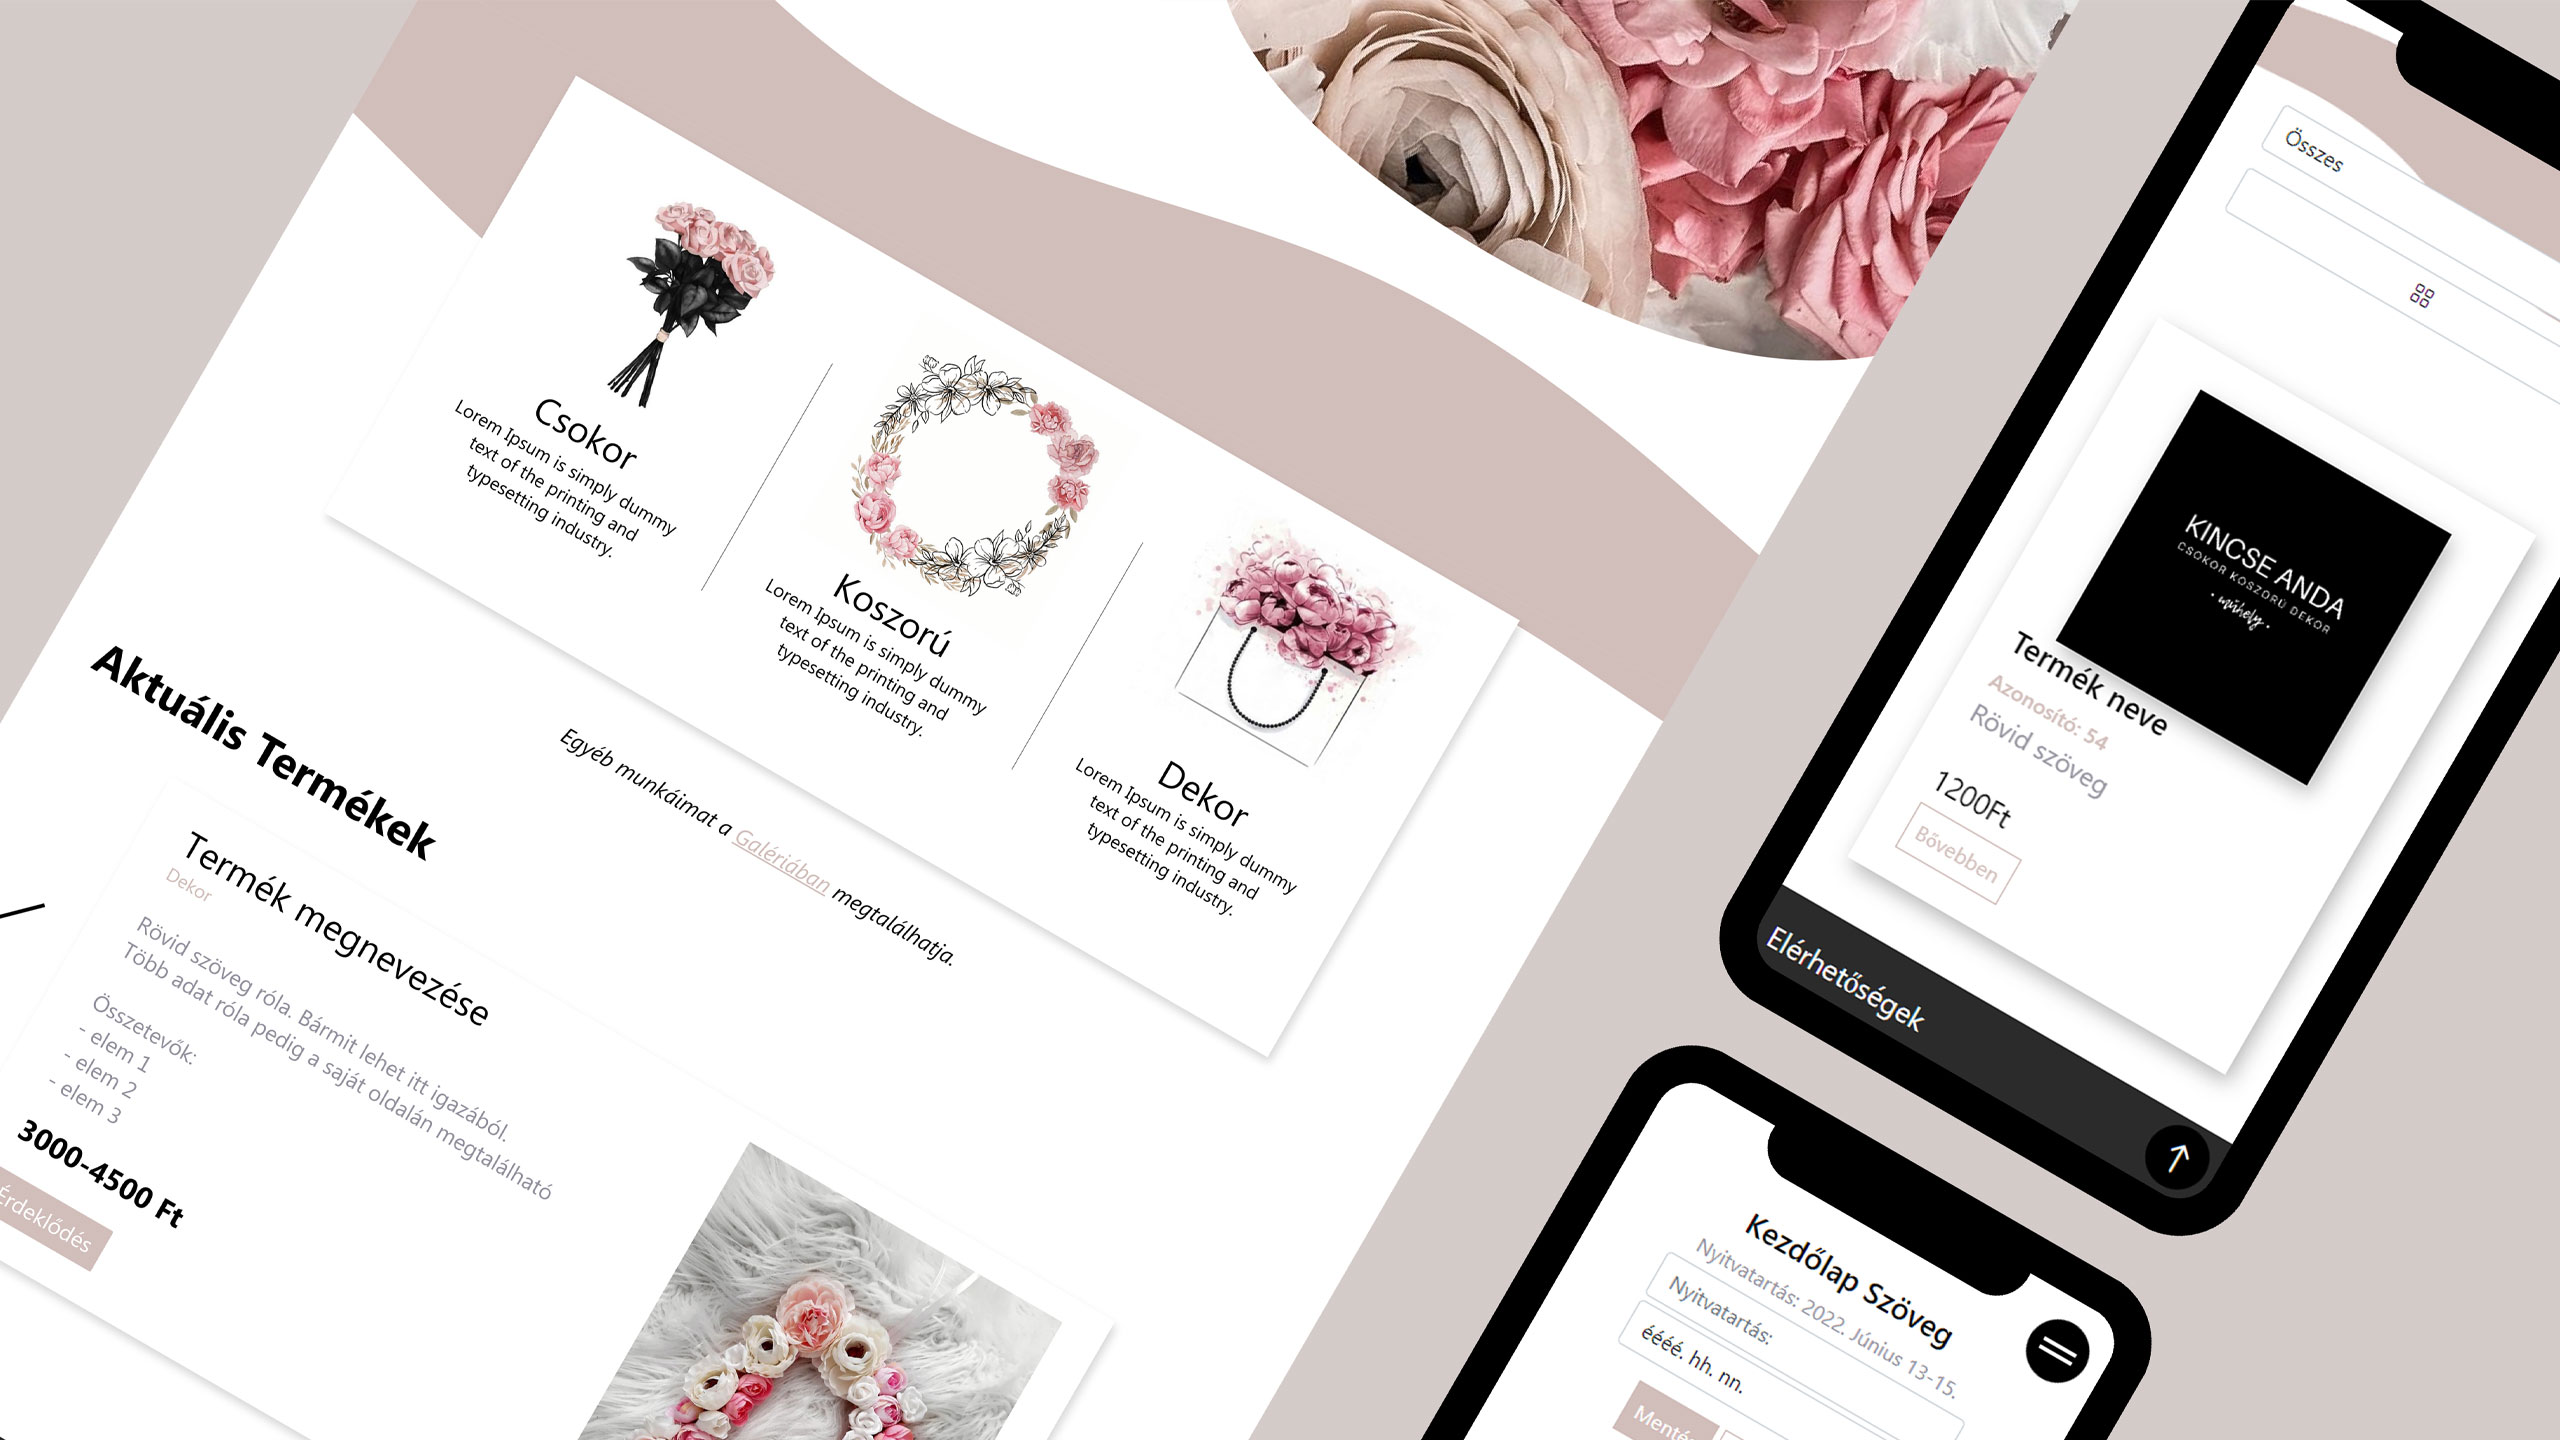 Csokor
Lorem Ipsum is simply dummy
text of the printing and
typesetting industry.
Koszorú
Lorem Ipsum is simply dummy
text of the printing and
typesetting industry.
Dekor
Lorem Ipsum is simply dummy
text of the printing and
typesetting industry.
Egyéb munkáimat a Galériában megtalálhatja.
Aktuális Termékek
Termék megnevezése
Dekor
Rövid szöveg róla. Bármit lehet itt igazából.
Több adat róla pedig a saját oldalán megtalálható
Összetevők:
- elem 1
- elem 2
- elem 3
3000-4500 Ft
Érdeklődés
Összes
KINCSE ANDA
CSOKOR KOSZORÚ DEKOR
• műhely •
Termék neve
Azonosító: 54
Rövid szöveg
1200Ft
Bővebben
Elérhetőségek
Kezdőlap Szöveg
Nyitvatartás: 2022. Június 13-15.
Nyitvatartás:
éééé. hh. nn.
Mentés